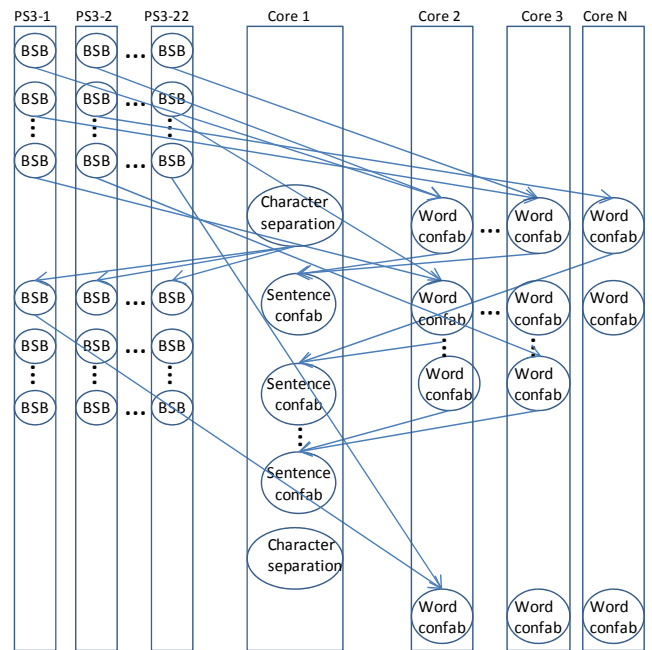 PS3-1 PS3-2 PS3-22 Core 1 Core 2 Core 3 Core N
BSB BSB ... BSB
BSB BSB ... BSB
BSB BSB ... BSB
Character
separation
Word
confab
...
Word
confab
Word
confab
BSB BSB ... BSB
Sentence
confab
Word
confab
...
Word
confab
Word
confab
BSB BSB ... BSB
Sentence
confab
Word
confab
Word
confab
BSB BSB ... BSB
Sentence
confab
Character
separation
Word
confab
Word
confab
Word
confab